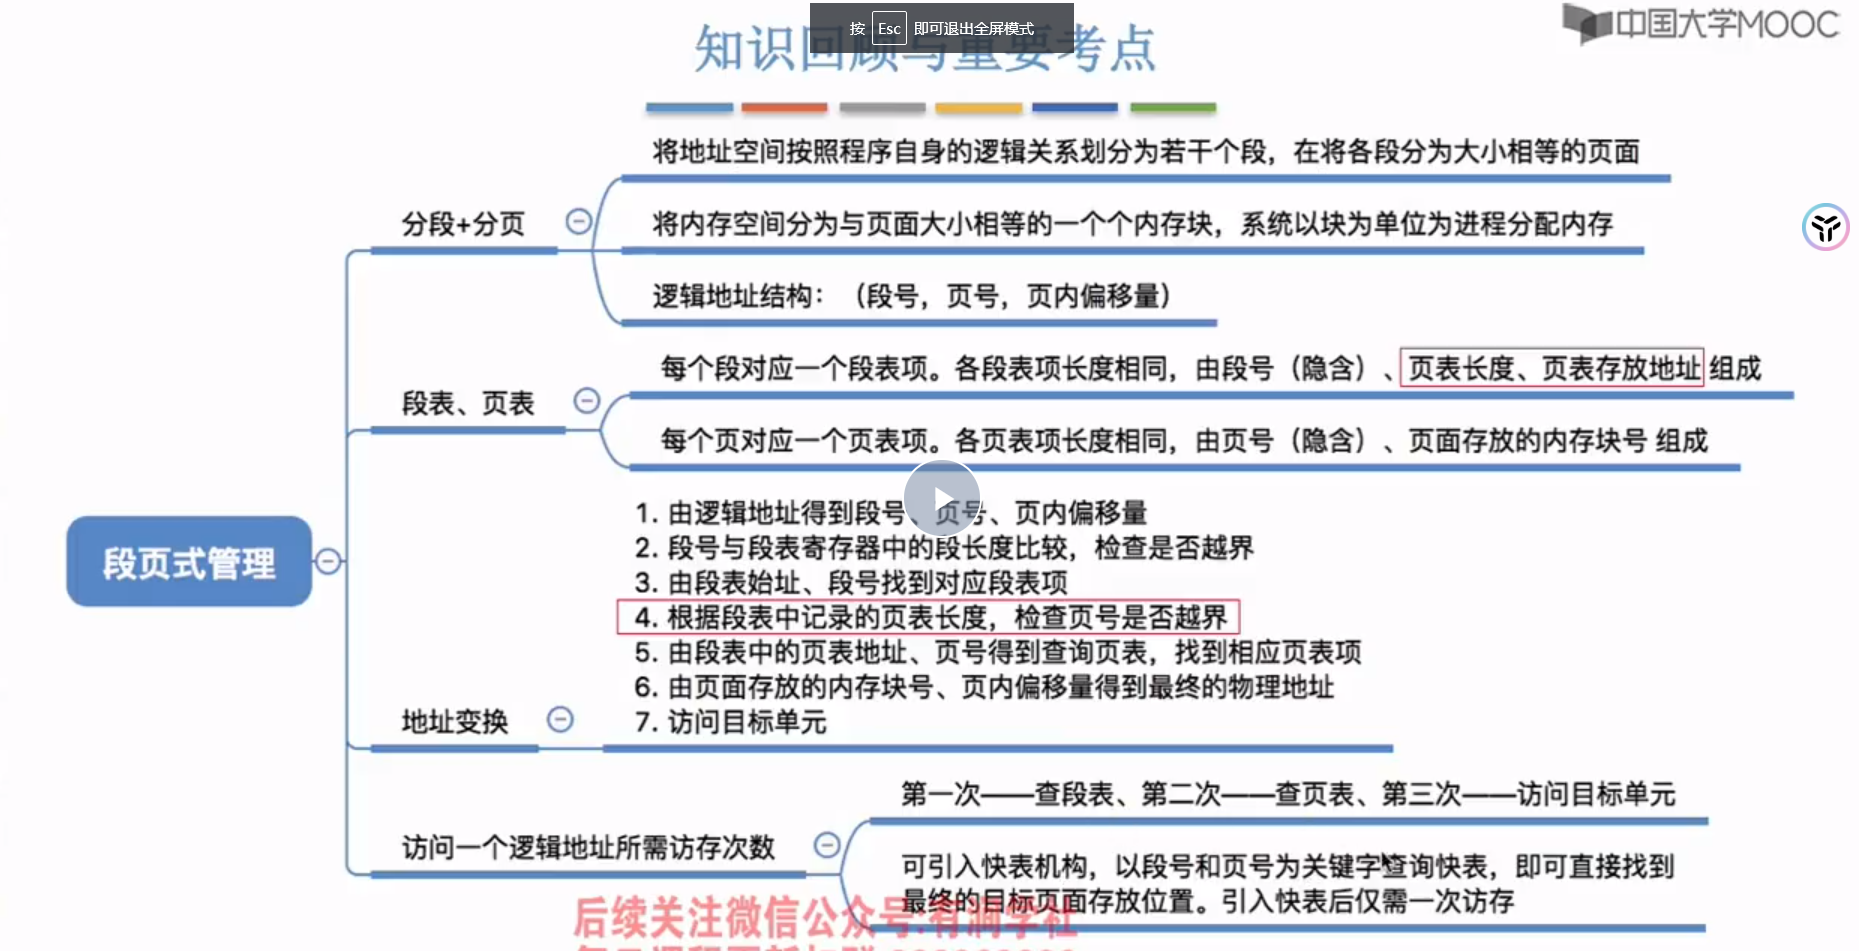 按 Esc 即可退出全屏模式
中国大学MOOC
知识回顾与重要考点
将地址空间按照程序自身的逻辑关系划分为若干个段，在将各段分为大小相等的页面
分段+分页
将内存空间分为与页面大小相等的一个个内存块，系统以块为单位为进程分配内存
逻辑地址结构：（段号，页号，页内偏移量）
每个段对应一个段表项。各段表项长度相同，由段号（隐含）、页表长度、页表存放地址 组成
段表、页表
每个页对应一个页表项。各页表项长度相同，由页号（隐含）、页面存放的内存块号 组成
段页式管理
1. 由逻辑地址得到段号、页号、页内偏移量
2. 段号与段表寄存器中的段长度比较，检查是否越界
3. 由段表始址、段号找到对应段表项
4. 根据段表中记录的页表长度，检查页号是否越界
5. 由段表中的页表地址、页号得到查询页表，找到相应页表项
6. 由页面存放的内存块号、页内偏移量得到最终的物理地址
7. 访问目标单元
地址变换
第一次——查段表、第二次——查页表、第三次——访问目标单元
访问一个逻辑地址所需访存次数
可引入快表机构，以段号和页号为关键字查询快表，即可直接找到
最终的目标页面存放位置。引入快表后仅需一次访存
后续关注微信公众号:有润学社